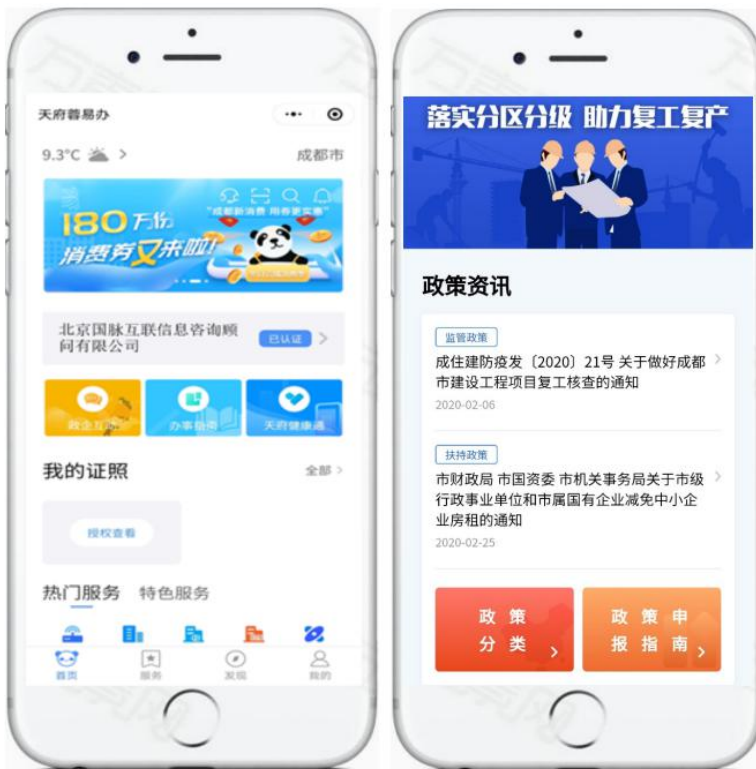 天府蓉易办
9.3°C
成都市
"成都新消费 用券更实惠"
180万份
消费券又来啦!
北京国脉互联信息咨询顾
问有限公司
已认证
政企互动
办事指南
天府健康通
我的证照
全部
授权查看
热门服务 特色服务
首页 服务 发现 我的
落实分区分级 助力复工复产
政策资讯
监管政策
成住建防疫发〔2020〕21号 关于做好成都
市建设工程项目复工核查的通知
2020-02-06
扶持政策
市财政局 市国资委 市机关事务局关于市级
行政事业单位和市属国有企业减免中小企
业房租的通知
2020-02-25
政策
分类
政策申
报指南